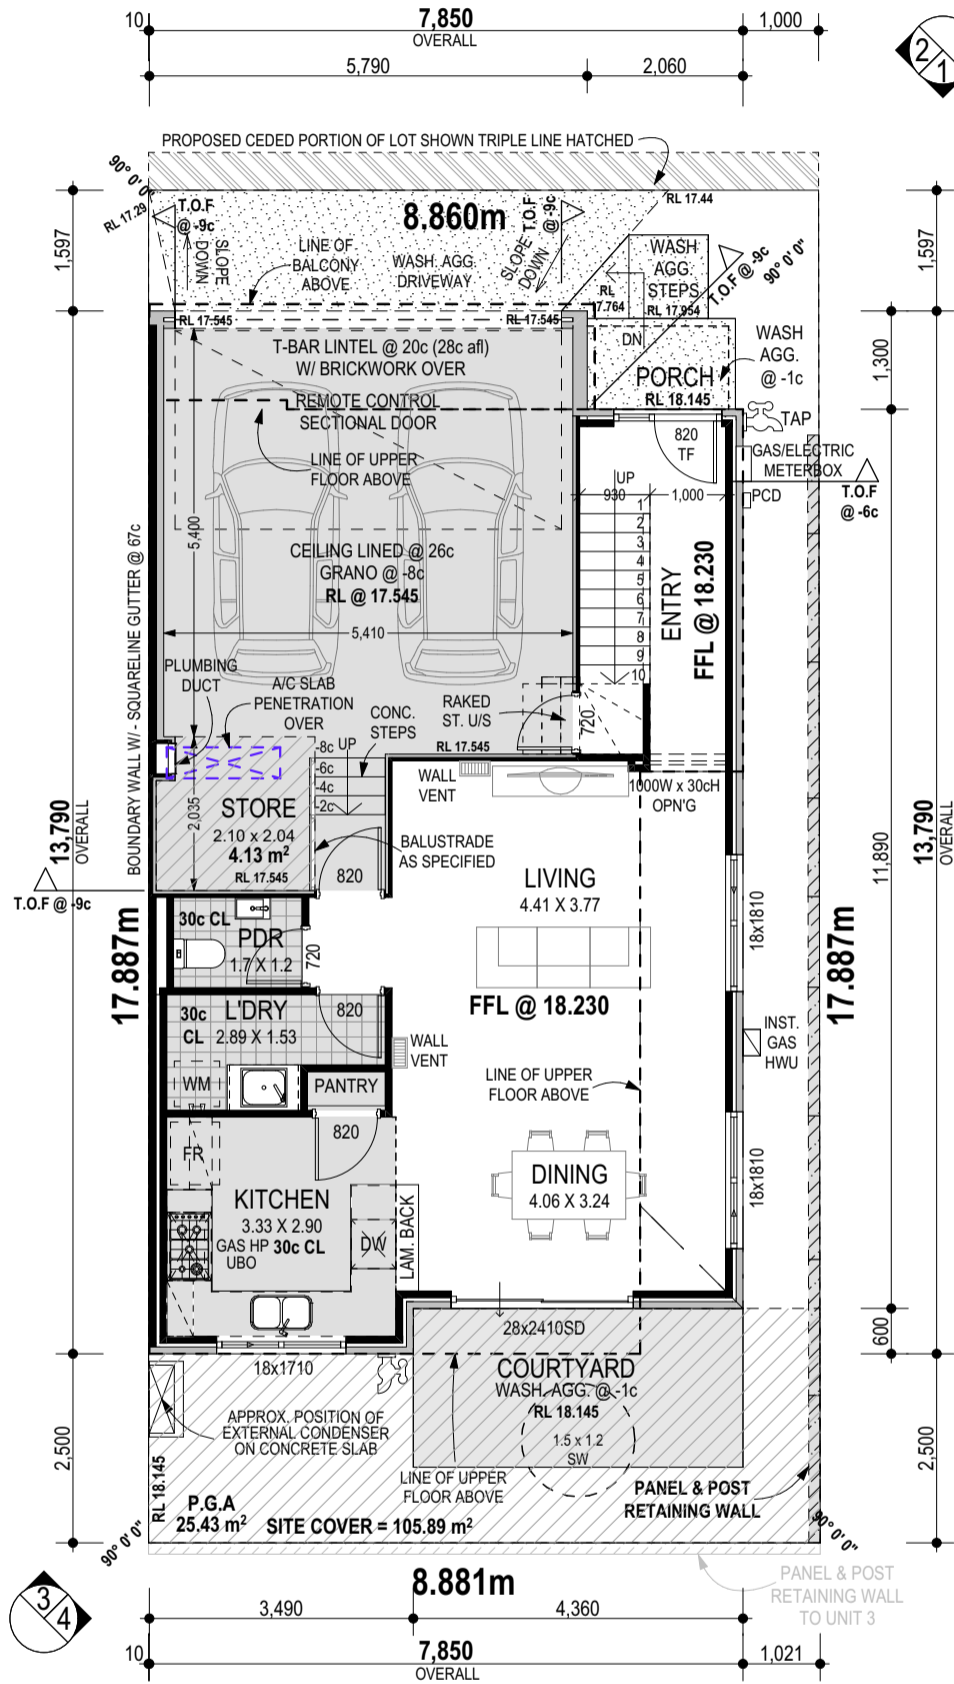 10
7,850
OVERALL
1,000
5,790
2,060
2
1
PROPOSED CEDED PORTION OF LOT SHOWN TRIPLE LINE HATCHED
90° 0' 0"
RL 17.29
T.O.F
@ -9c
SLOPE
DOWN
8.860m
T.O.F
@ -9c
RL 17.44
1,597
1,597
LINE OF
BALCONY
ABOVE
WASH. AGG.
DRIVEWAY
SLOPE
DOWN
WASH
AGG.
STEPS
RL
17.764
RL 17.954
T.O.F @ -9c
90° 0'0"
RL 17.545
RL 17.545
DN
WASH
AGG.
@ -1c
T-BAR LINTEL @ 20c (28c afl)
W/ BRICKWORK OVER
PORCH
RL 18.145
1,300
REMOTE CONTROL
SECTIONAL DOOR
TAP
LINE OF UPPER
FLOOR ABOVE
820
TF
GAS/ELECTRIC
METERBOX
PCD
T.O.F
@ -6c
UP
930
1,000
1
2
3
4
5
6
7
8
9
10
5,400
CEILING LINED @ 26c
GRANO @ -8c
RL @ 17.545
ENTRY
FFL @ 18.230
BOUNDARY WALL W/ - SQUARELINE GUTTER @ 67c
5,410
PLUMBING
DUCT
A/C SLAB
PENETRATION
OVER
CONC.
STEPS
RAKED
ST. U/S
720
RL 17.545
-8c
UP
-6c
-4c
-2c
WALL
VENT
1000W x 30cH
OPN'G
2,035
STORE
2.10 x 2.04
4.13 m²
RL 17.545
BALUSTRADE
AS SPECIFIED
820
13,790
OVERALL
13,790
OVERALL
11,890
T.O.F @ -9c
LIVING
4.41 X 3.77
18x1810
30c CL
PDR
1.7 X 1.2
720
17.887m
17.887m
FFL @ 18.230
30c
CL
L'DRY
2.89 X 1.53
820
WALL
VENT
INST.
GAS
HWU
WM
PANTRY
LINE OF UPPER
FLOOR ABOVE
820
FR
18x1810
KITCHEN
3.33 X 2.90
GAS HP 30c CL
UBO
DW
LAM. BACK
DINING
4.06 X 3.24
28x2410SD
600
18x1710
COURTYARD
WASH. AGG. @ -1c
RL 18.145
1.5 x 1.2
SW
APPROX. POSITION OF
EXTERNAL CONDENSER
ON CONCRETE SLAB
2,500
2,500
RL 18.145
LINE OF UPPER
FLOOR ABOVE
PANEL & POST
RETAINING WALL
P.G.A
25.43 m²
SITE COVER = 105.89 m²
90° 0' 0"
90° 0'0"
8.881m
PANEL & POST
RETAINING WALL
TO UNIT 3
3
4
3,490
4,360
10
7,850
OVERALL
1,021